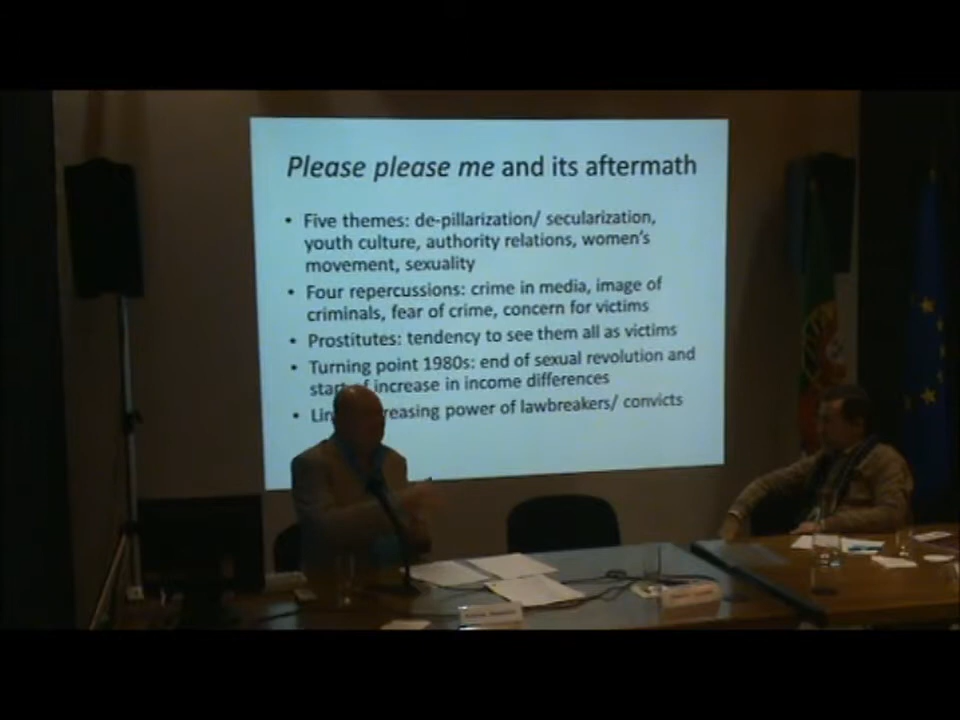 Please please me and its aftermath
• Five themes: de-pillarization/ secularization,
youth culture, authority relations, women's
movement, sexuality
• Four repercussions: crime in media, image of
criminals, fear of crime, concern for victims
• Prostitutes: tendency to see them all as victims
• Turning point 1980s: end of sexual revolution and
increase in income differences
• power of lawbreakers/ convicts